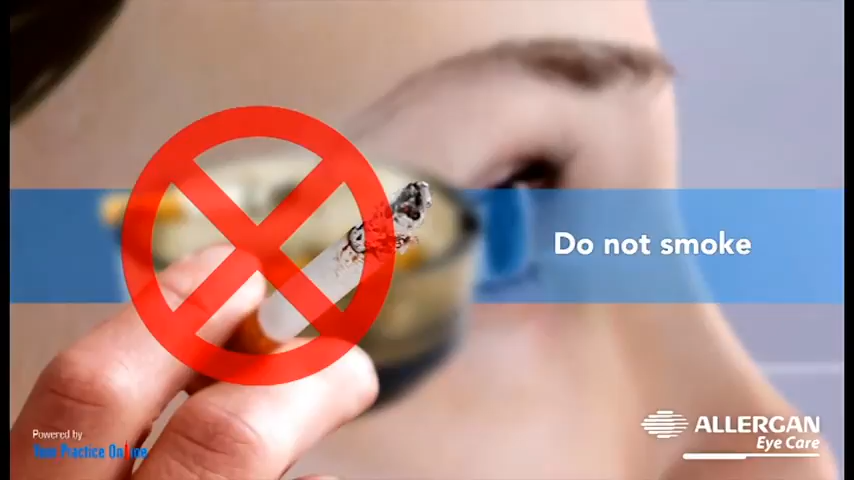 Do not smoke
ALLERGAN
Eye Care
Powered by
Your Practice Online